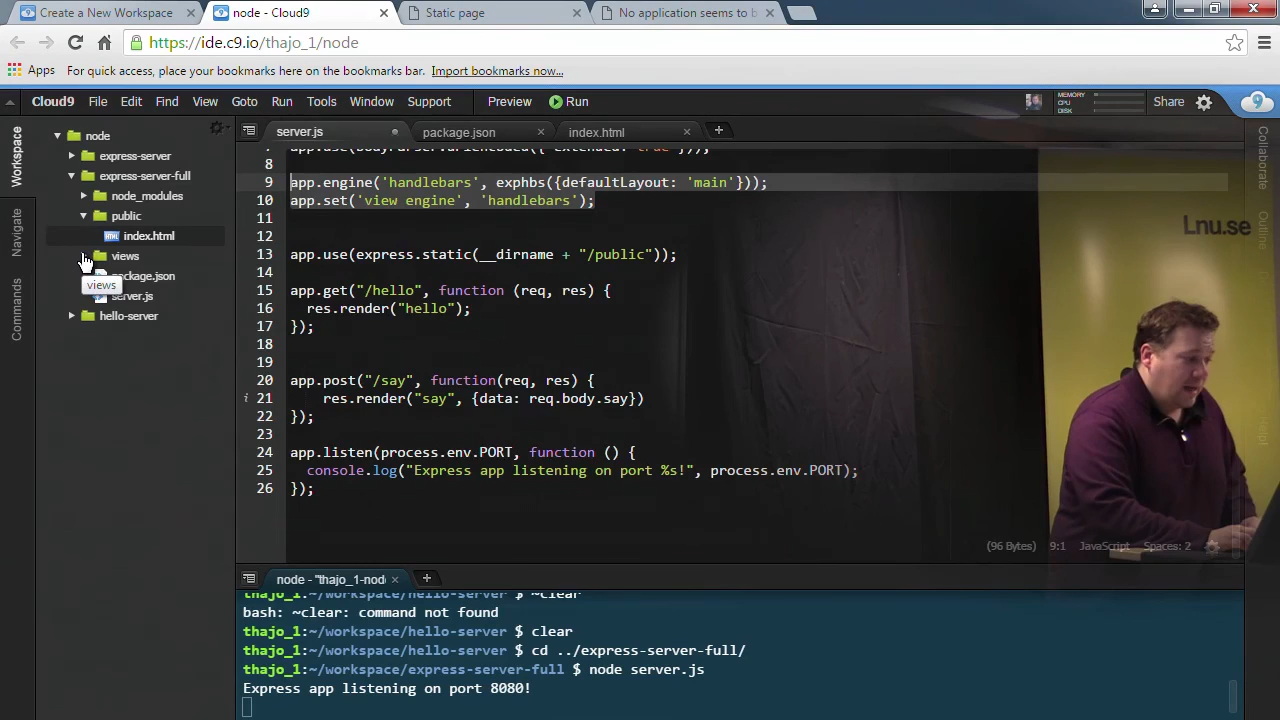 Create a New Workspace
node - Cloud9
Static page
No application seems to b
https://ide.c9.io/thajo_1/node
Apps
For quick access, place your bookmarks here on the bookmarks bar.
Import bookmarks now...
Cloud9
File
Edit
Find
View
Goto
Run
Tools
Window
Support
Preview
Run
MEMORY
CPU
DISK
Share
9
Workspace
Navigate
Commands
node
express-server
express-server-full
node_modules
public
index.html
views
package.json
views
server.js
hello-server
server.js
package.json
index.html
app.use(bodyParser.urlencoded({ extended: true }));
8
9 app.engine('handlebars', exphbs({defaultLayout: 'main'}));
10 app.set('view engine', 'handlebars');
11
12
13 app.use(express.static(__dirname + "/public"));
14
15 app.get("/hello", function (req, res) {
16 res.render("hello");
17 });
18
19
20 app.post("/say", function(req, res) {
21 res.render("say", {data: req.body.say})
22 });
23
24 app.listen(process.env.PORT, function () {
25 console.log("Express app listening on port %s!", process.env.PORT);
26 });
(96 Bytes) 9:1 JavaScript Spaces: 2
Lnu.se
Collaborate
Outline
node - "thajo_1-nod
thajo_1:~/workspace/hello-server $ ~clear
bash: ~clear: command not found
thajo_1:~/workspace/hello-server $ clear
thajo_1:~/workspace/hello-server $ cd ../express-server-full/
thajo_1:~/workspace/express-server-full $ node server.js
Express app listening on port 8080!